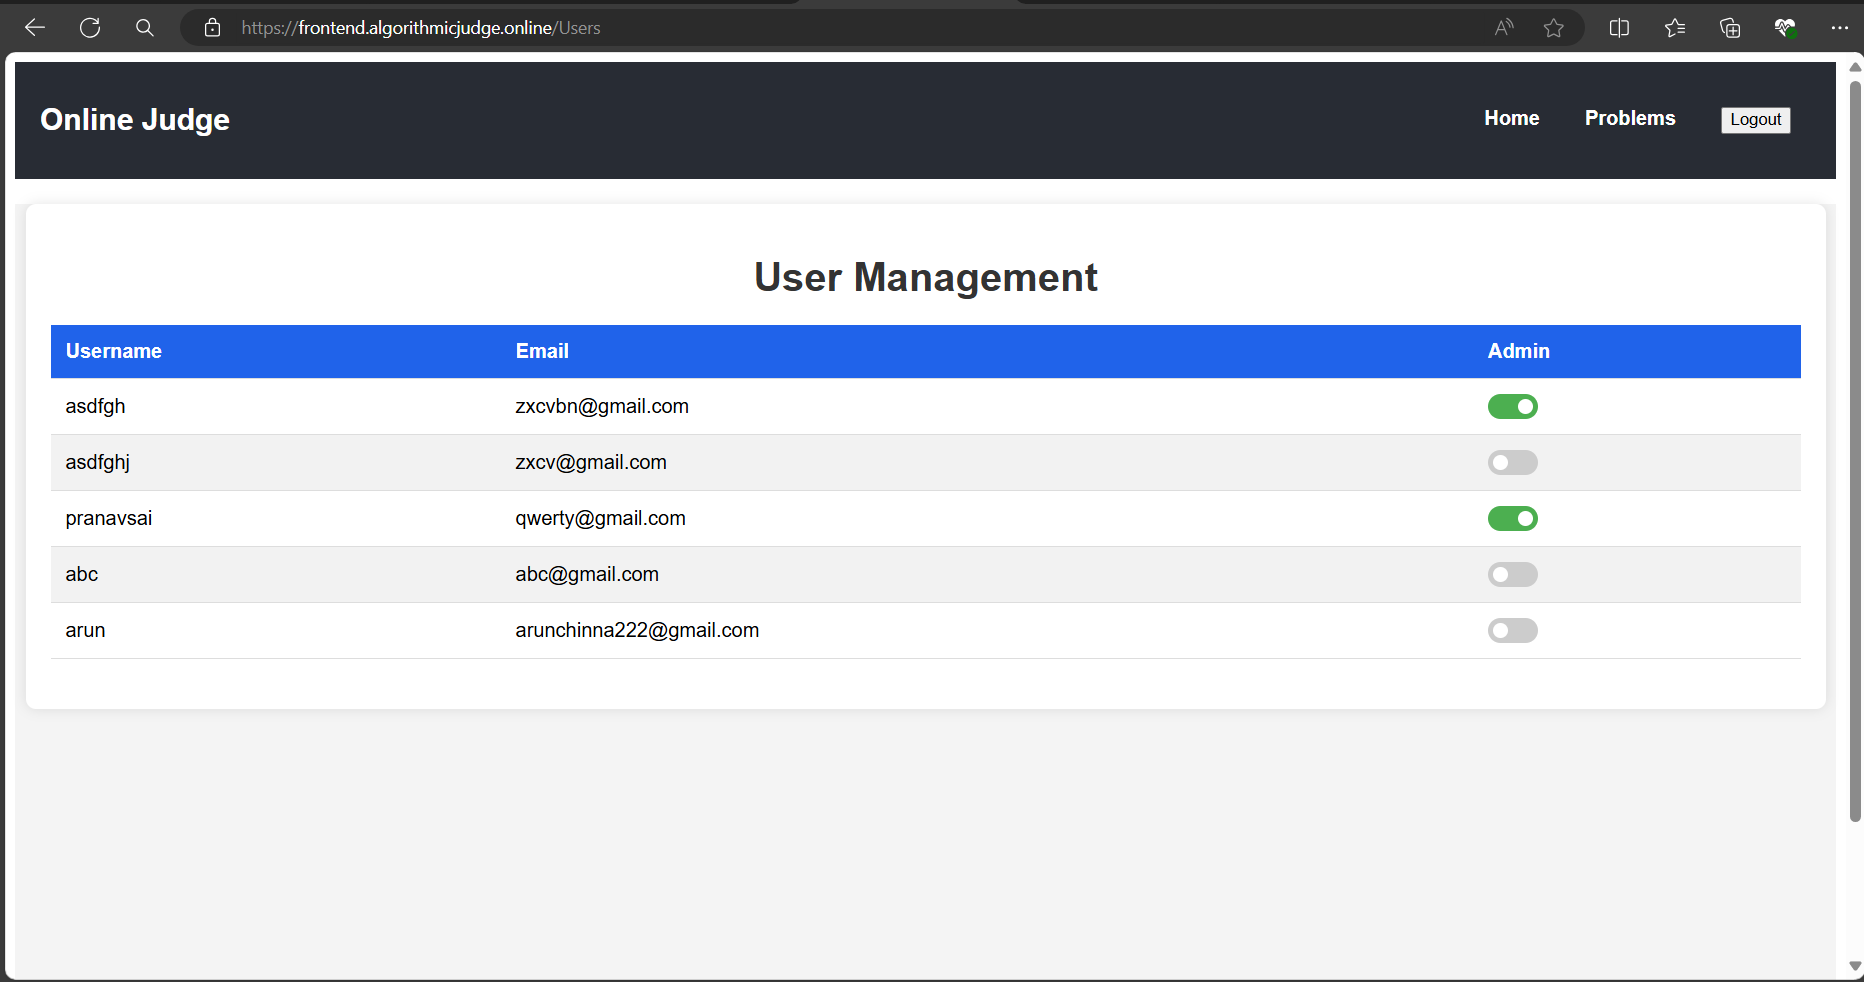 https://frontend.algorithmicjudge.online/Users
Online Judge
Home Problems Logout
User Management
Username Email Admin
asdfgh zxcvbn@gmail.com
asdfghj zxcv@gmail.com
pranavsai qwerty@gmail.com
abc abc@gmail.com
arun arunchinna222@gmail.com